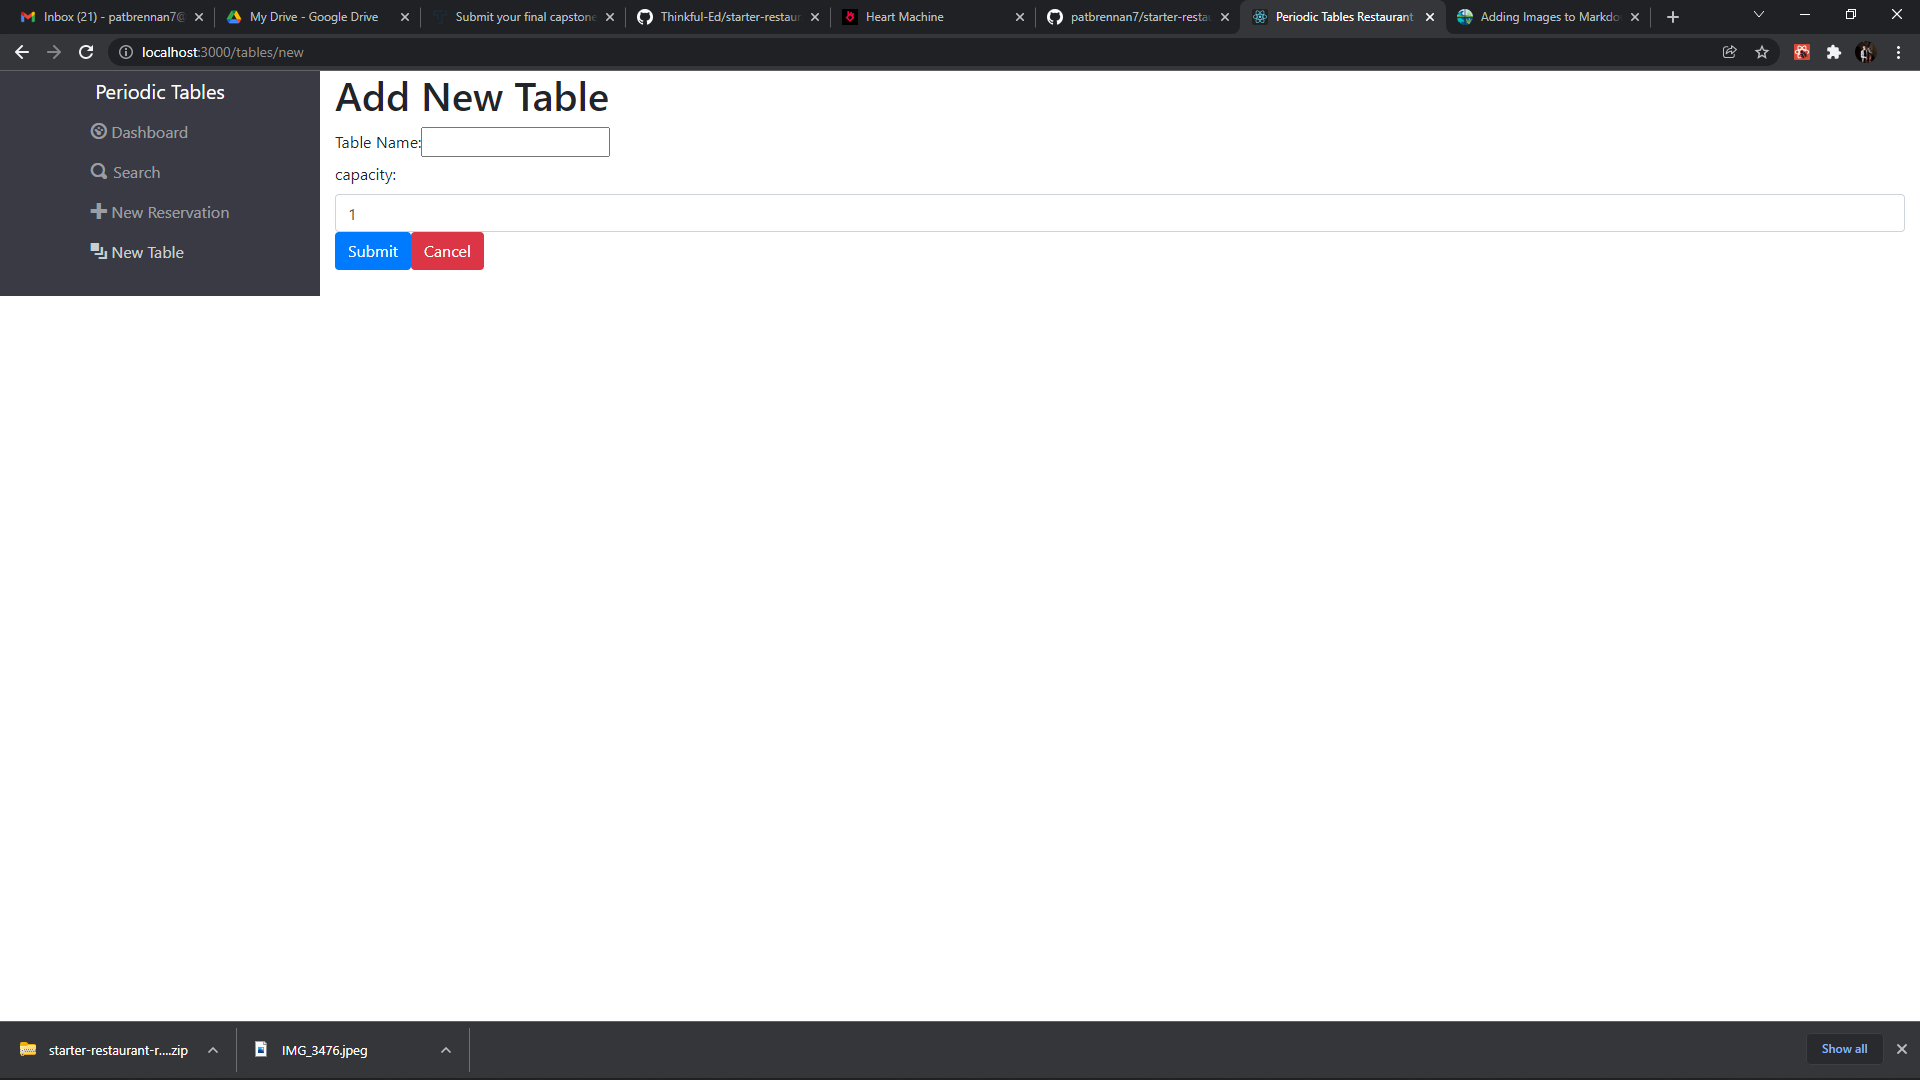 Inbox (21) - patbrennan7@
My Drive - Google Drive
Submit your final capstone
Thinkful-Ed/starter-restaur
Heart Machine
patbrennan7/starter-restau
Periodic Tables Restaurant
Adding Images to Markdo
localhost:3000/tables/new
Periodic Tables
Dashboard
Search
New Reservation
New Table
Add New Table
Table Name:
capacity:
1
Submit
Cancel
starter-restaurant-r....zip
IMG_3476.jpeg
Show all